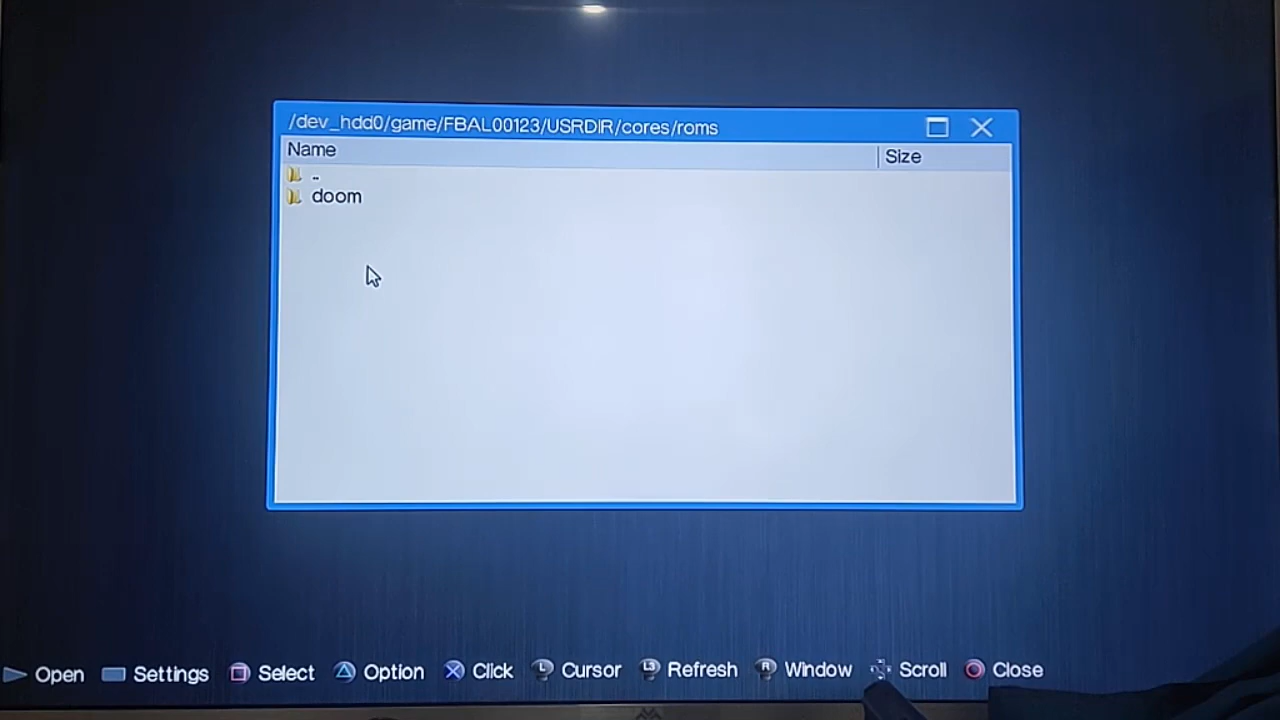 /dev_hdd0/game/FBAL00123/USRDIR/cores/roms
Name Size
..
doom
Open Settings Select Option Click L Cursor L3 Refresh R Window Scroll Close